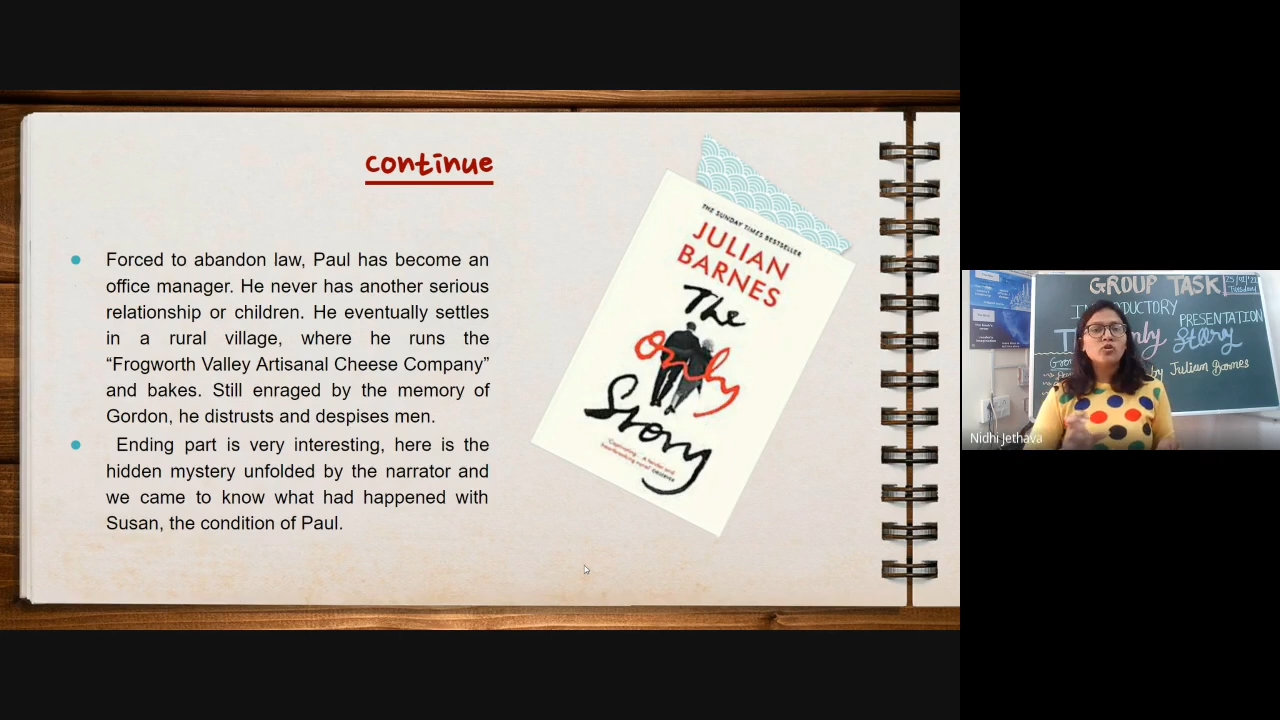 continue
Forced to abandon law, Paul has become an
office manager. He never has another serious
relationship or children. He eventually settles
in a rural village, where he runs the
“Frogworth Valley Artisanal Cheese Company”
and bakes. Still enraged by the memory of
Gordon, he distrusts and despises men.
Ending part is very interesting, here is the
hidden mystery unfolded by the narrator and
we came to know what had happened with
Susan, the condition of Paul.
THE SUNDAY TIMES BESTSELLER
JULIAN
BARNES
The
only
Story
GROUP TASK
INTRODUCTORY
PRESENTATION
Story
by Julian Barnes
Nidhi Jethava